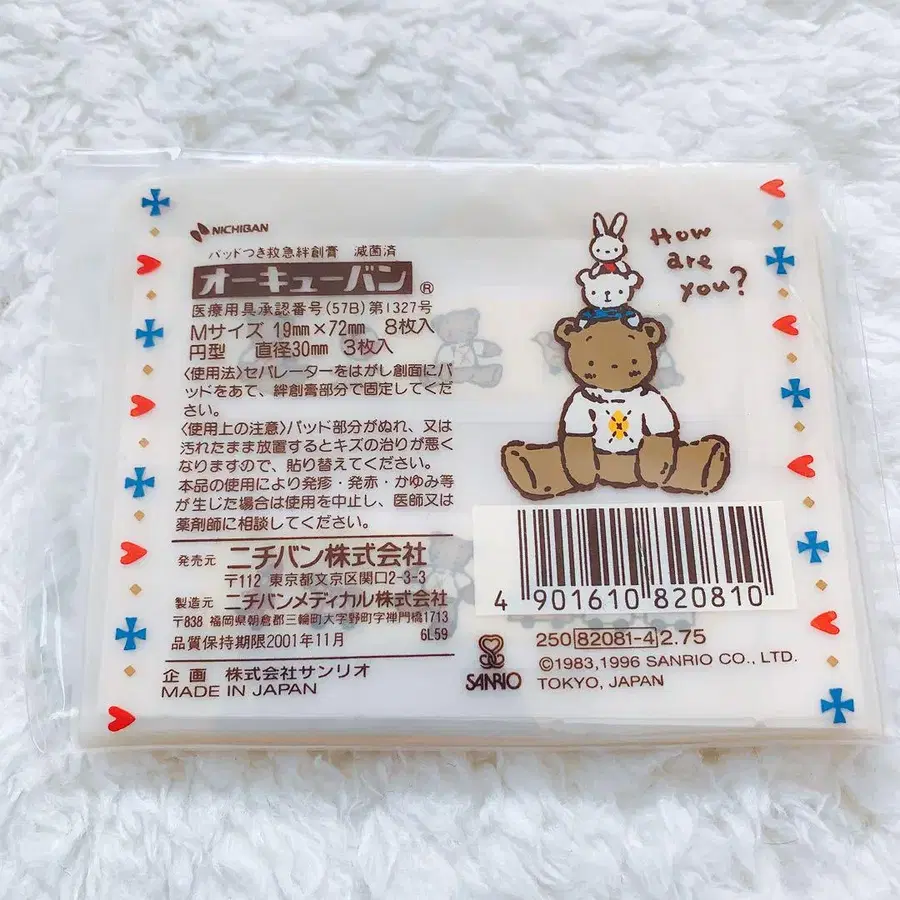 NICHIBAN
パッドつき救急絆創膏 滅菌済
オーキューバン®
医療用具承認番号(57B)第1327号
Mサイズ 19mm×72mm 8枚入
円型 直径30mm 3枚入
〈使用法〉セパレーターをはがし創面にパ
ッドをあて、絆創膏部分で固定してくだ
さい。
〈使用上の注意〉パッド部分がぬれ、又は
汚れたまま放置するとキズの治りが悪く
なりますので、貼り替えてください。
本品の使用により発疹・発赤・かゆみ等
が生じた場合は使用を中止し、医師又は
薬剤師に相談してください。
発売元 ニチバン株式会社
〒112 東京都文京区関口2-3-3
製造元 ニチバンメディカル株式会社
〒838 福岡県朝倉郡三輪町大字野町字禅門橋1713
品質保持期限2001年11月 6L59
企画 株式会社サンリオ
MADE IN JAPAN
How
are
you?
4 901610 820810
250 82081-4 2.75
SANRIO
©1983,1996 SANRIO CO., LTD.
TOKYO, JAPAN